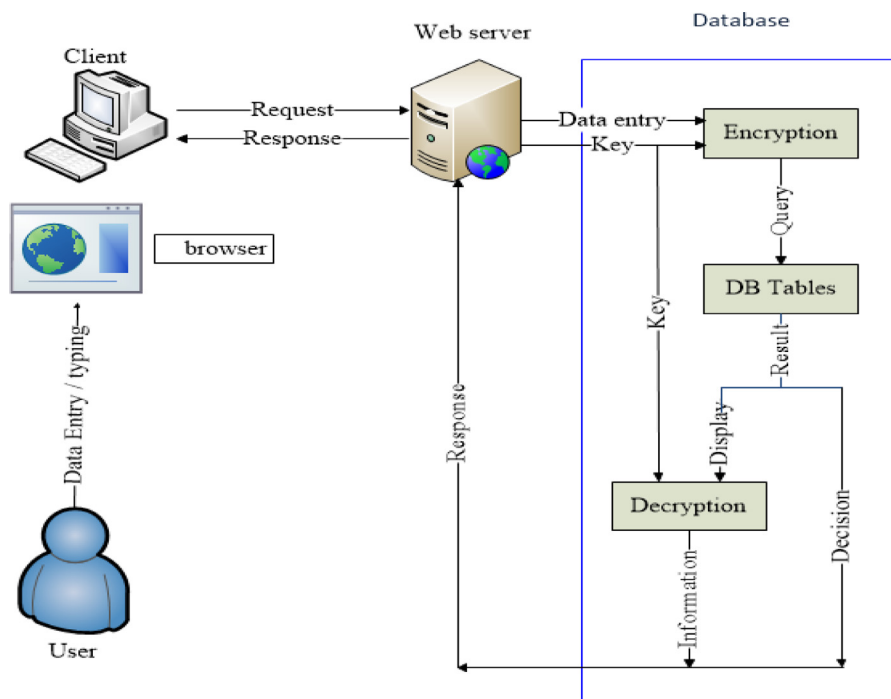 Database
Web server
Client
Request
Response
Data entry
Key
Encryption
Query
browser
DB Tables
Key
Result
Data Entry / typing
Response
Display
Decryption
Decision
Information
User